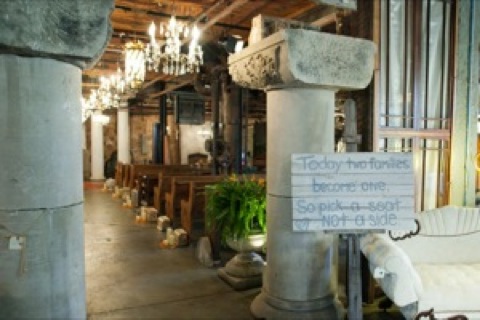 Today two families
become one,
So pick a seat
♡ Not a side